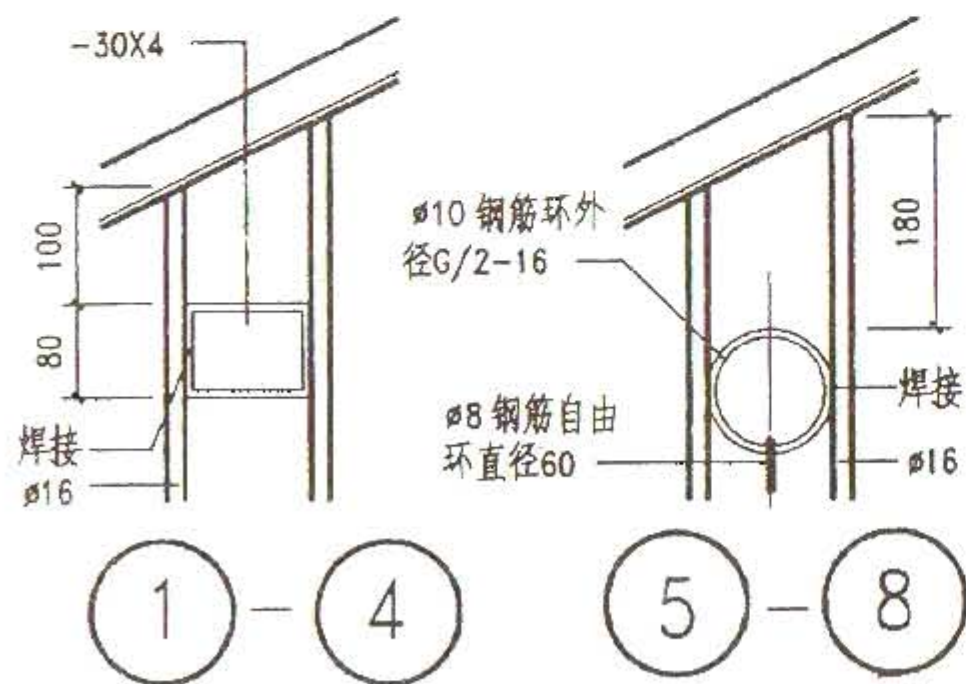 -30X4
100
80
焊接
ø16
ø10 钢筋环外
径G/2-16
180
ø8 钢筋自由
环直径60
焊接
ø16
1 - 4
5 - 8